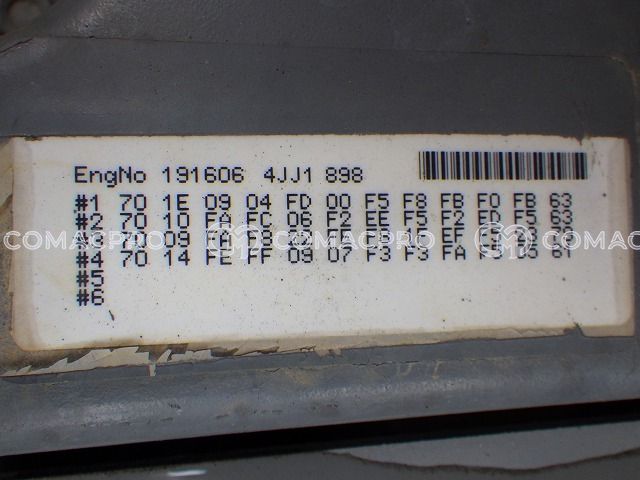 EngNo 191606 4JJ1 898
#1 70 1E 09 04 FD 00 F5 F8 FB F0 FB 63
#2 70 10 FA FC 06 F2 EE F5 F2 ED F5 63
COMACPRO COMACPRO COMACPRO
#4 70 14 FE FF 09 07 F3 F3 FA
#5
#6